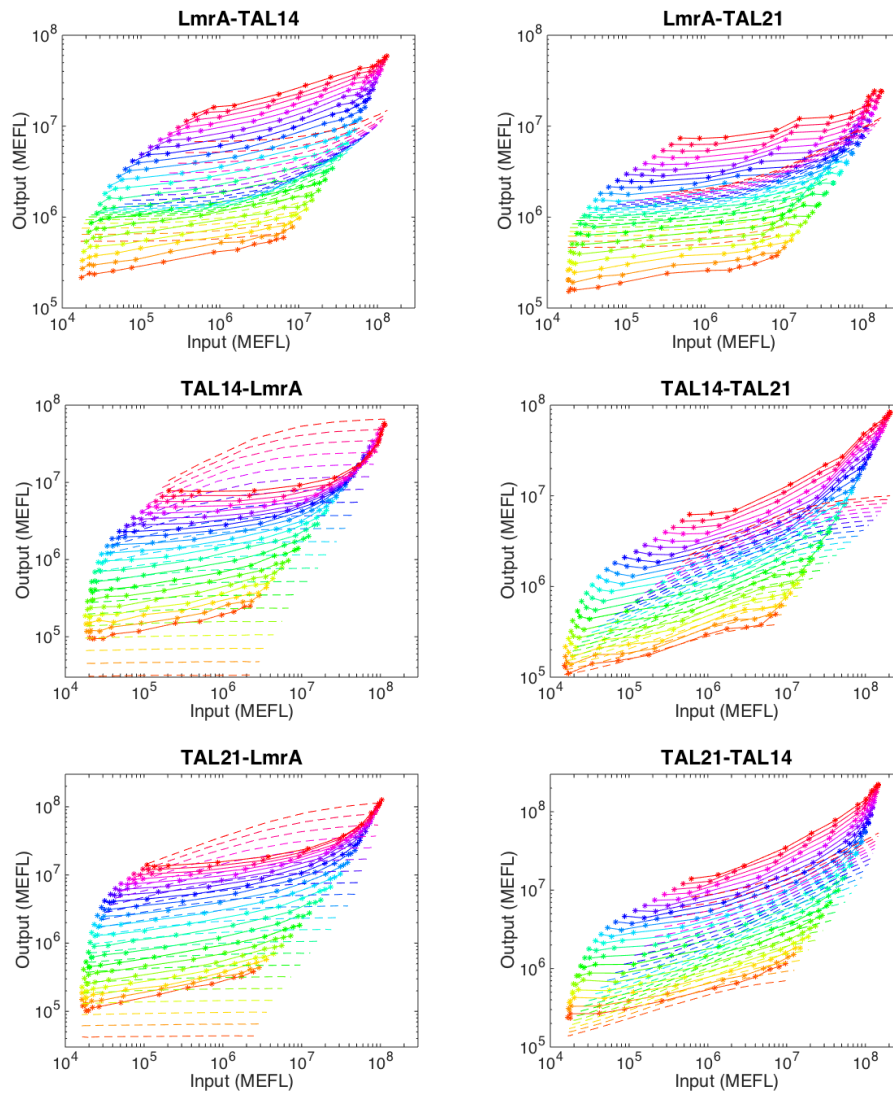 LmrA-TAL14
10^8
10^7
10^6
10^5
Output (MEFL)
10^4 10^5 10^6 10^7 10^8
Input (MEFL)
LmrA-TAL21
10^8
10^7
10^6
10^5
Output (MEFL)
10^4 10^5 10^6 10^7 10^8
Input (MEFL)
TAL14-LmrA
10^8
10^7
10^6
10^5
Output (MEFL)
10^4 10^5 10^6 10^7 10^8
Input (MEFL)
TAL14-TAL21
10^8
10^7
10^6
10^5
Output (MEFL)
10^4 10^5 10^6 10^7 10^8
Input (MEFL)
TAL21-LmrA
10^8
10^7
10^6
10^5
Output (MEFL)
10^4 10^5 10^6 10^7 10^8
Input (MEFL)
TAL21-TAL14
10^8
10^7
10^6
10^5
Output (MEFL)
10^4 10^5 10^6 10^7 10^8
Input (MEFL)